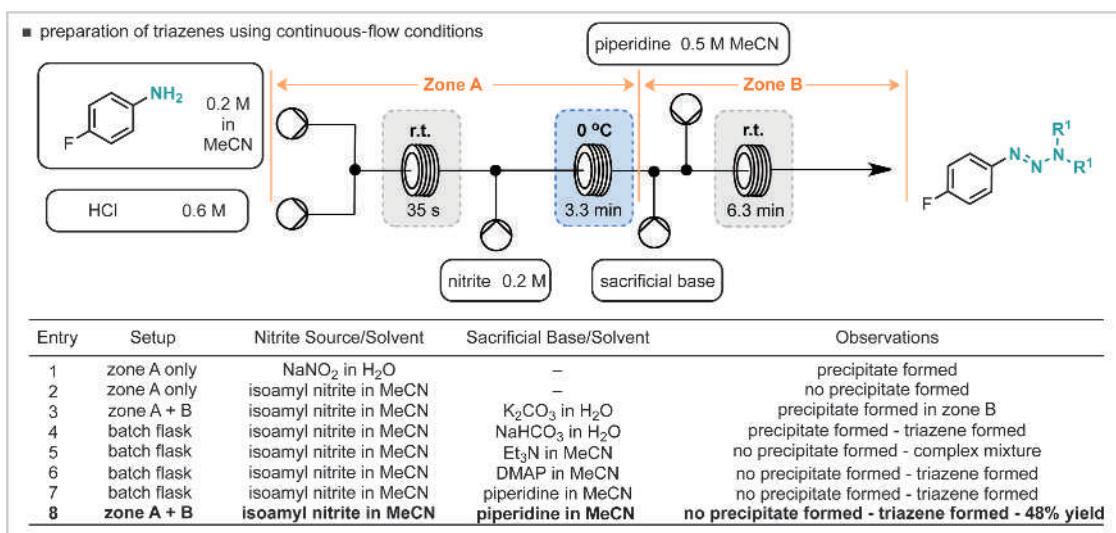 ■ preparation of triazenes using continuous-flow conditions
piperidine 0.5 M MeCN
Zone A
Zone B
NH2
F
0.2 M
in
MeCN
HCl 0.6 M
r.t.
35 s
0 °C
3.3 min
r.t.
6.3 min
nitrite 0.2 M
sacrificial base
F
N
N
N
R1
R1
Entry Setup Nitrite Source/Solvent Sacrificial Base/Solvent Observations
1 zone A only NaNO2 in H2O – precipitate formed
2 zone A only isoamyl nitrite in MeCN – no precipitate formed
3 zone A + B isoamyl nitrite in MeCN K2CO3 in H2O precipitate formed in zone B
4 batch flask isoamyl nitrite in MeCN NaHCO3 in H2O precipitate formed - triazene formed
5 batch flask isoamyl nitrite in MeCN Et3N in MeCN no precipitate formed - complex mixture
6 batch flask isoamyl nitrite in MeCN DMAP in MeCN no precipitate formed - triazene formed
7 batch flask isoamyl nitrite in MeCN piperidine in MeCN no precipitate formed - triazene formed
8 zone A + B isoamyl nitrite in MeCN piperidine in MeCN no precipitate formed - triazene formed - 48% yield